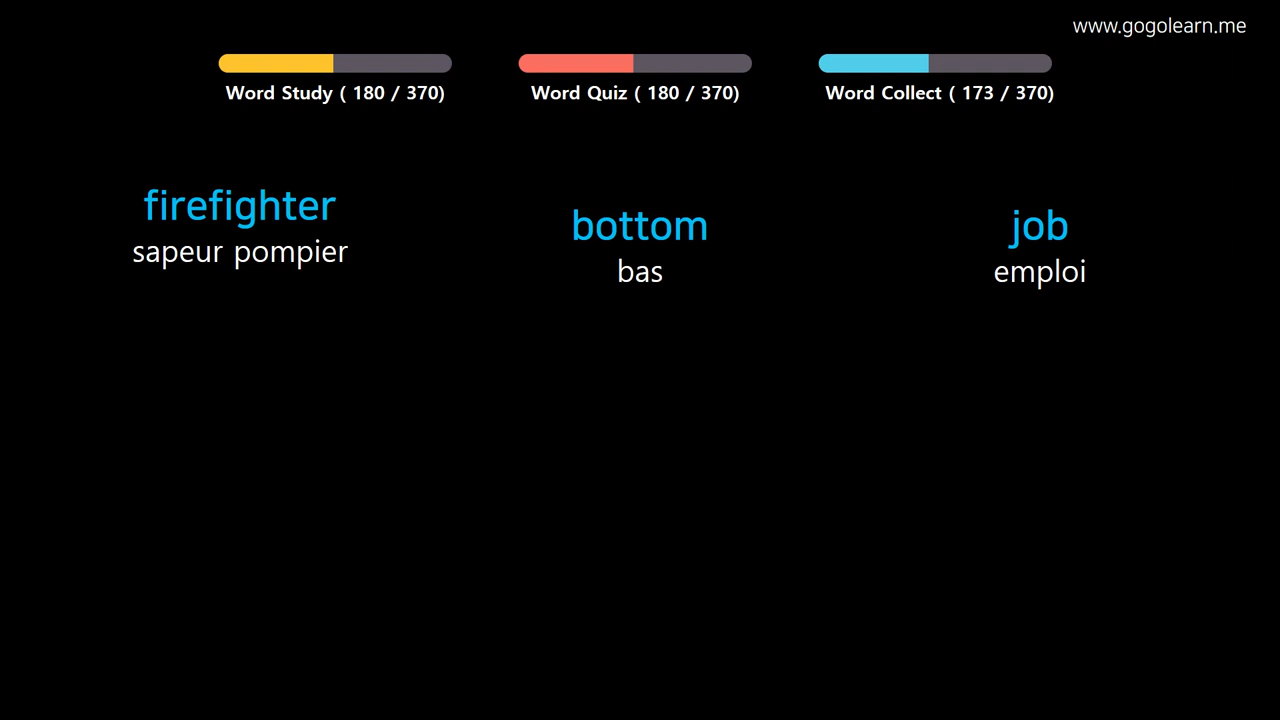 www.gogolearn.me
Word Study ( 180 / 370)
Word Quiz ( 180 / 370)
Word Collect ( 173 / 370)
firefighter
sapeur pompier
bottom
bas
job
emploi